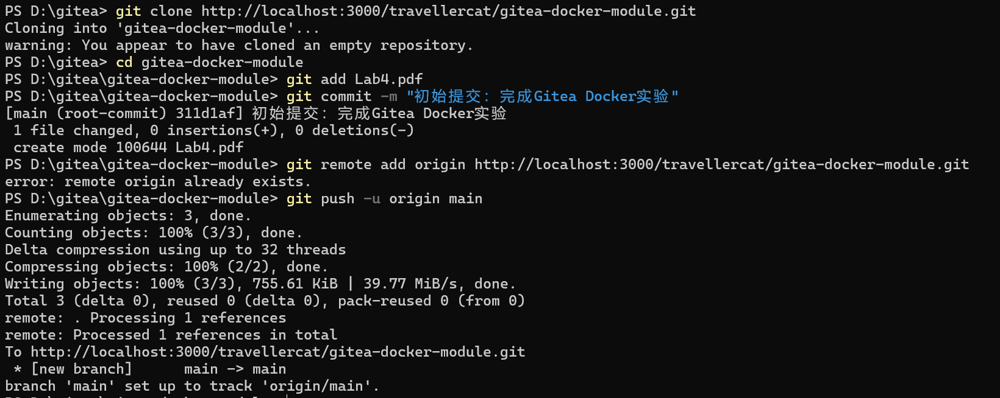 PS D:\gitea> git clone http://localhost:3000/travellercat/gitea-docker-module.git
Cloning into 'gitea-docker-module'...
warning: You appear to have cloned an empty repository.
PS D:\gitea> cd gitea-docker-module
PS D:\gitea\gitea-docker-module> git add Lab4.pdf
PS D:\gitea\gitea-docker-module> git commit -m "初始提交：完成Gitea Docker实验"
[main (root-commit) 311d1af] 初始提交：完成Gitea Docker实验
 1 file changed, 0 insertions(+), 0 deletions(-)
 create mode 100644 Lab4.pdf
PS D:\gitea\gitea-docker-module> git remote add origin http://localhost:3000/travellercat/gitea-docker-module.git
error: remote origin already exists.
PS D:\gitea\gitea-docker-module> git push -u origin main
Enumerating objects: 3, done.
Counting objects: 100% (3/3), done.
Delta compression using up to 32 threads
Compressing objects: 100% (2/2), done.
Writing objects: 100% (3/3), 755.61 KiB | 39.77 MiB/s, done.
Total 3 (delta 0), reused 0 (delta 0), pack-reused 0 (from 0)
remote: . Processing 1 references
remote: Processed 1 references in total
To http://localhost:3000/travellercat/gitea-docker-module.git
 * [new branch]      main -> main
branch 'main' set up to track 'origin/main'.